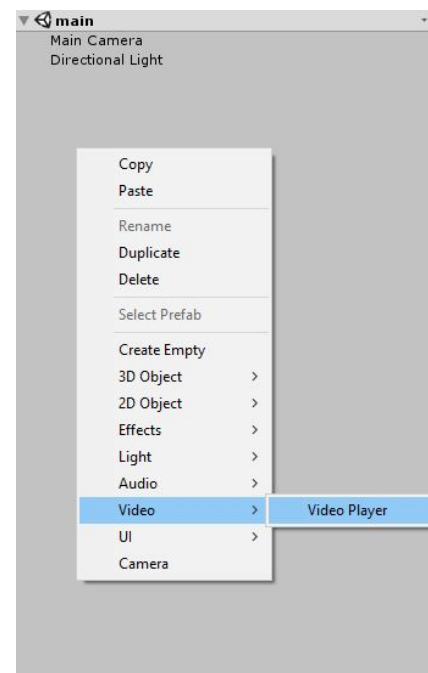 main
Main Camera
Directional Light
Copy
Paste
Rename
Duplicate
Delete
Select Prefab
Create Empty
3D Object
2D Object
Effects
Light
Audio
Video
Video Player
UI
Camera